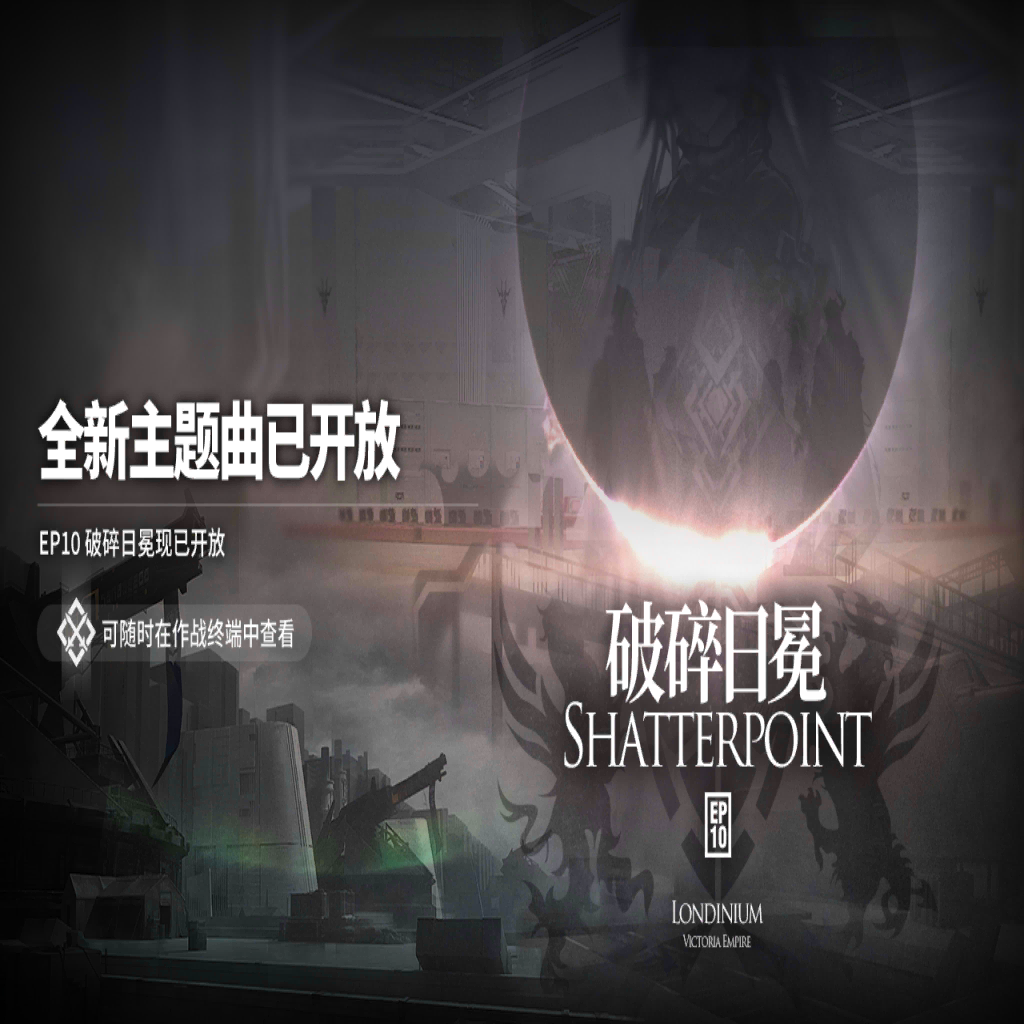 全新主题曲已开放
EP10 破碎日冕现已开放
可随时在作战终端中查看
破碎日冕
SHATTERPOINT
EP
10
LONDINIUM
VICTORIA EMPIRE